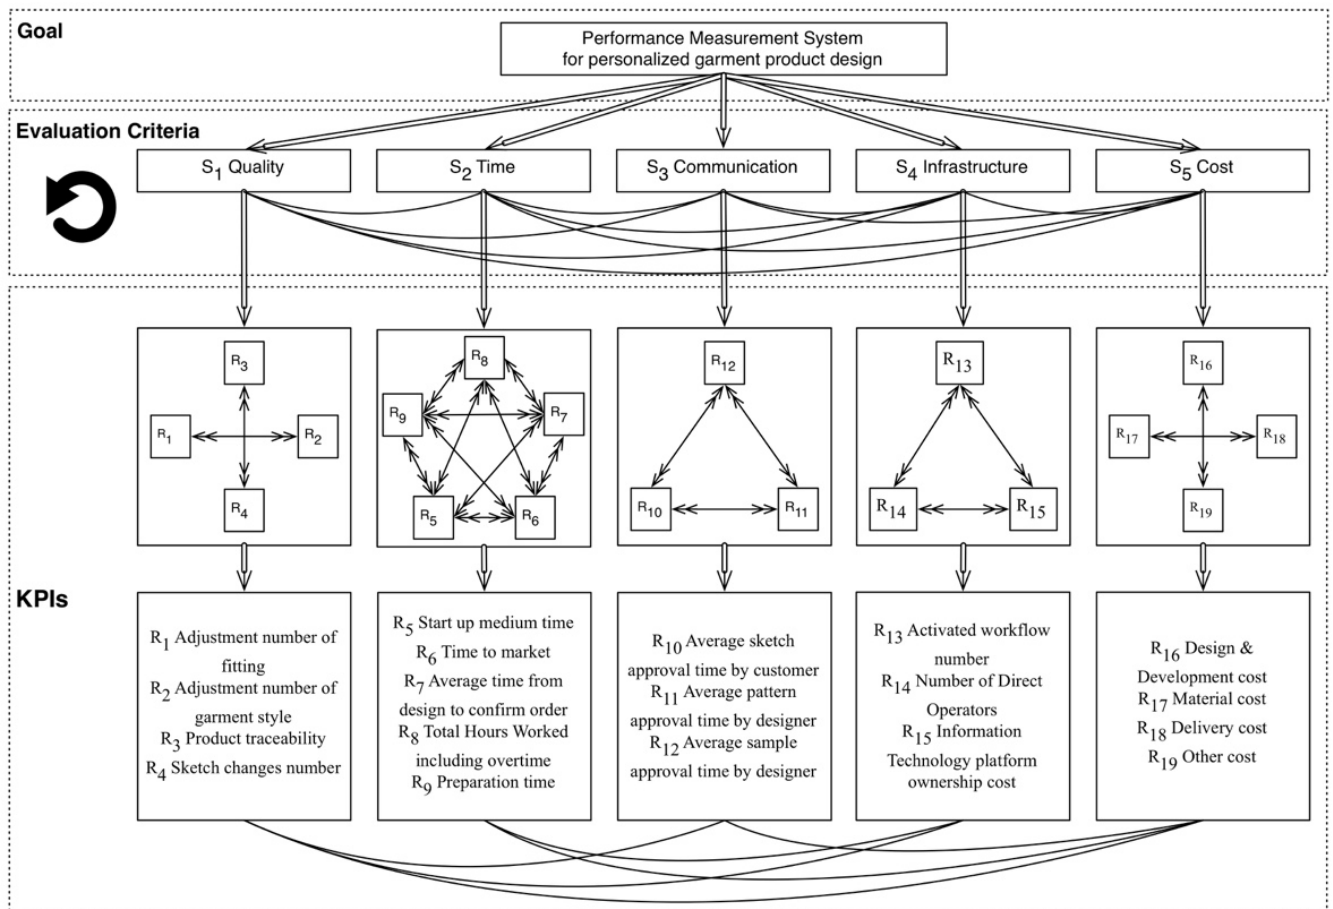 Goal
Performance Measurement System
for personalized garment product design
Evaluation Criteria
S1 Quality
S2 Time
S3 Communication
S4 Infrastructure
S5 Cost
R3
R1
R2
R4
R8
R9
R7
R5
R6
R12
R10
R11
R13
R14
R15
R16
R17
R18
R19
KPIs
R1 Adjustment number of
fitting
R2 Adjustment number of
garment style
R3 Product traceability
R4 Sketch changes number
R5 Start up medium time
R6 Time to market
R7 Average time from
design to confirm order
R8 Total Hours Worked
including overtime
R9 Preparation time
R10 Average sketch
approval time by customer
R11 Average pattern
approval time by designer
R12 Average sample
approval time by designer
R13 Activated workflow
number
R14 Number of Direct
Operators
R15 Information
Technology platform
ownership cost
R16 Design &
Development cost
R17 Material cost
R18 Delivery cost
R19 Other cost